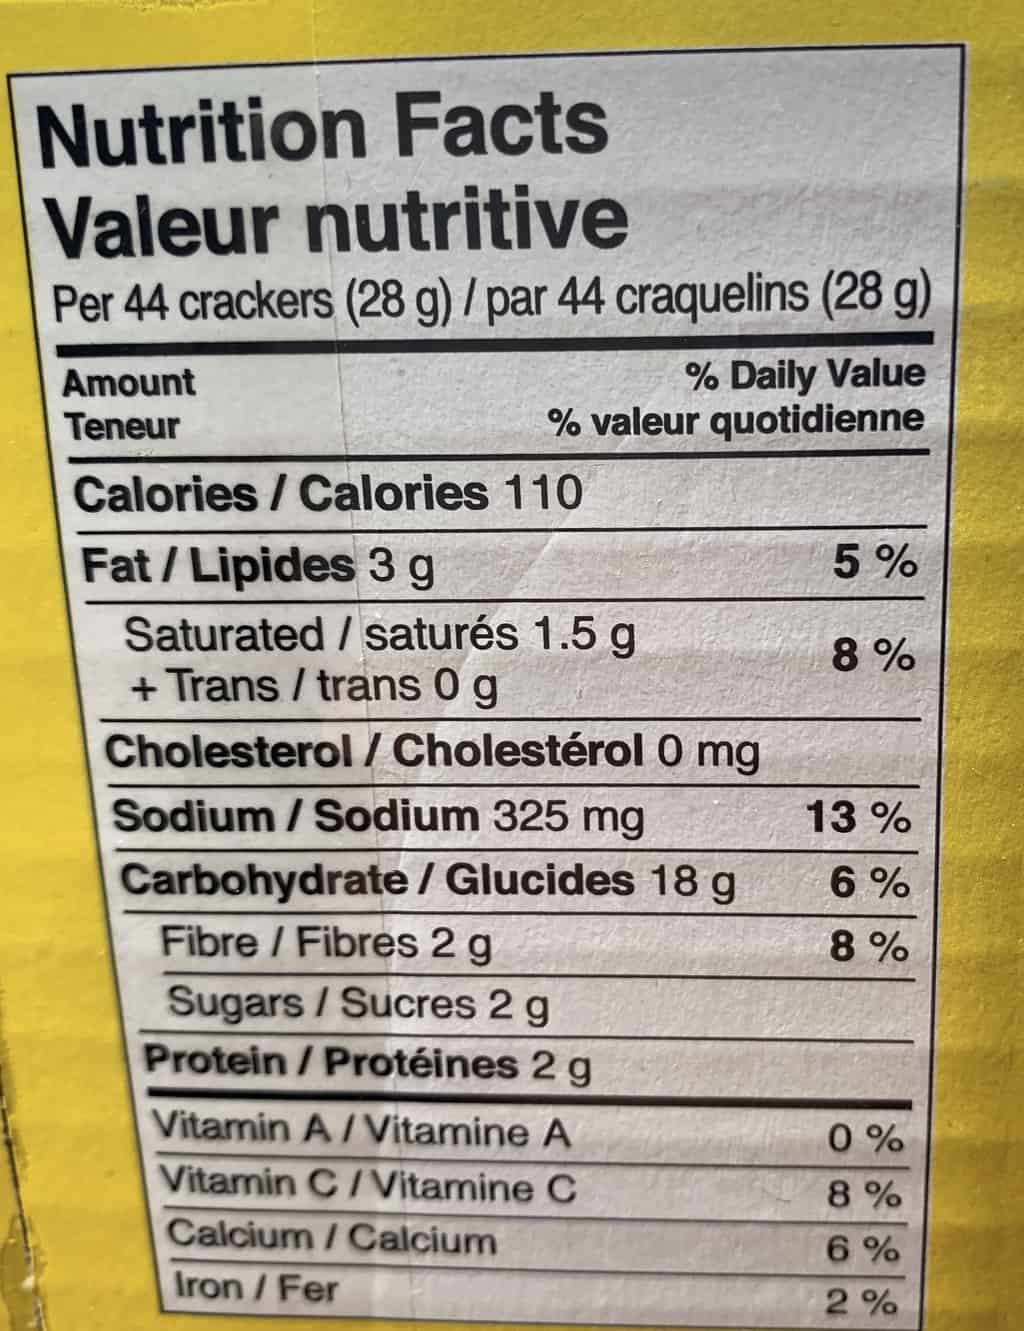 Nutrition Facts
Valeur nutritive
Per 44 crackers (28 g) / par 44 craquelins (28 g)
Amount % Daily Value
Teneur % valeur quotidienne
Calories / Calories 110
Fat / Lipides 3 g 5 %
Saturated / saturés 1.5 g 8 %
+ Trans / trans 0 g
Cholesterol / Cholestérol 0 mg
Sodium / Sodium 325 mg 13 %
Carbohydrate / Glucides 18 g 6 %
Fibre / Fibres 2 g 8 %
Sugars / Sucres 2 g
Protein / Protéines 2 g
Vitamin A / Vitamine A 0 %
Vitamin C / Vitamine C 8 %
Calcium / Calcium 6 %
Iron / Fer 2 %